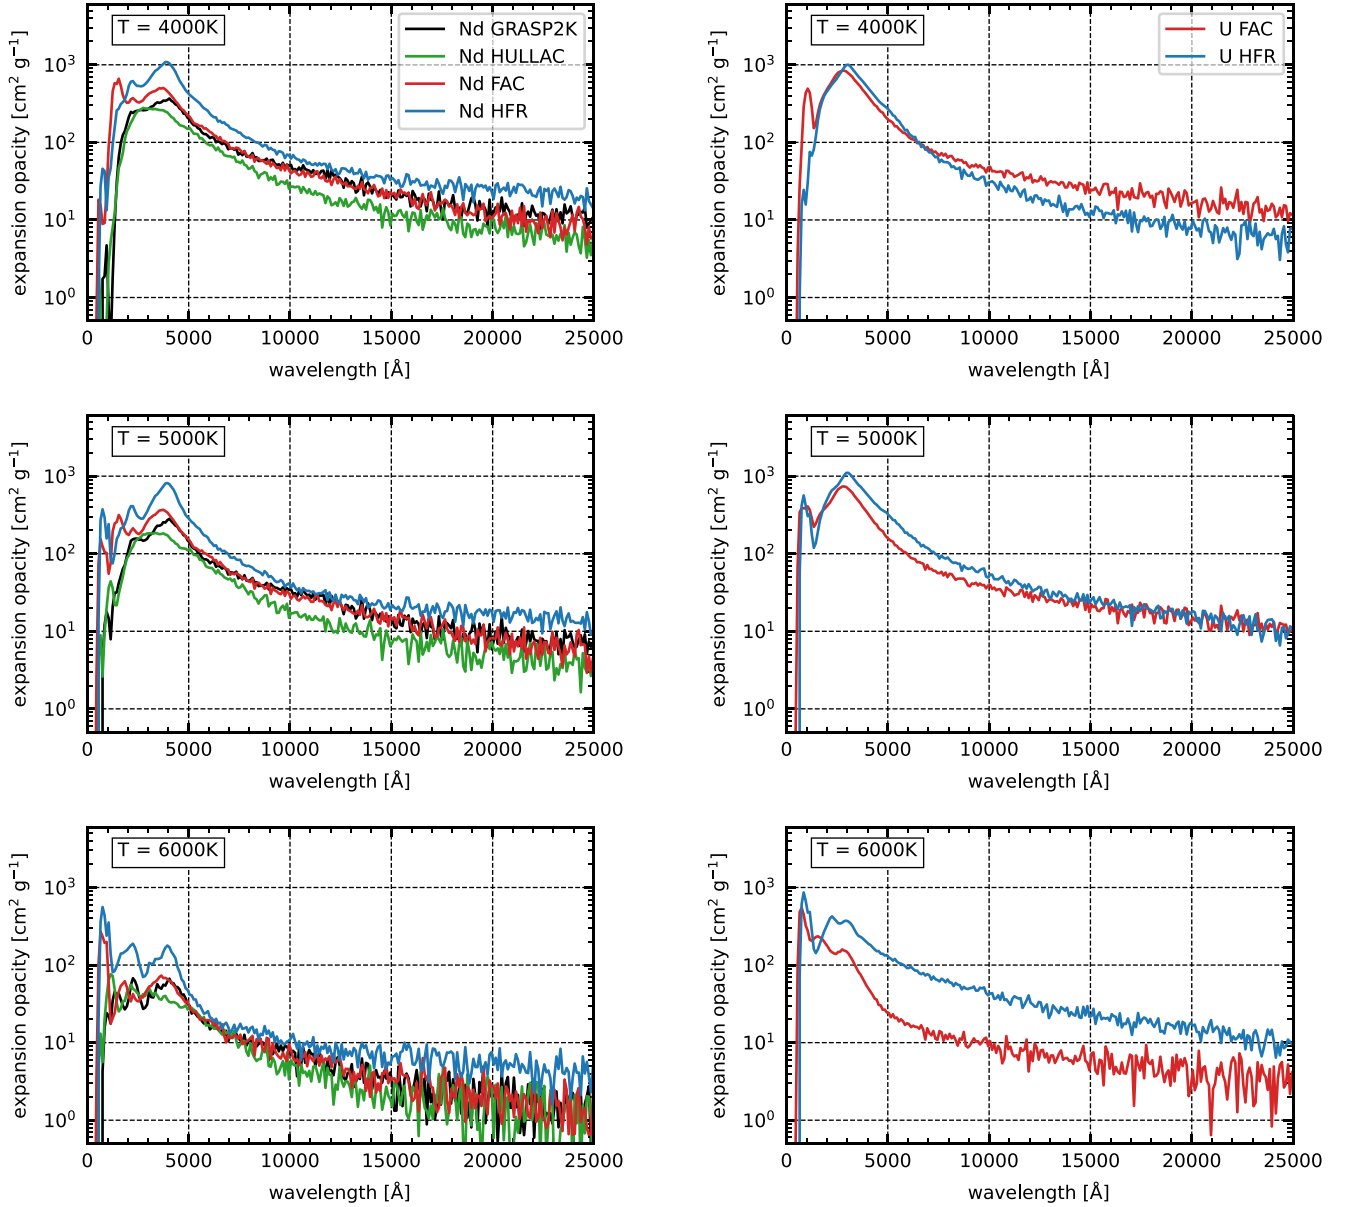 T = 4000K
Nd GRASP2K
Nd HULLAC
Nd FAC
Nd HFR
expansion opacity [cm² g⁻¹]
10³
10²
10¹
10⁰
0 5000 10000 15000 20000 25000
wavelength [Å]
T = 4000K
U FAC
U HFR
expansion opacity [cm² g⁻¹]
10³
10²
10¹
10⁰
0 5000 10000 15000 20000 25000
wavelength [Å]
T = 5000K
expansion opacity [cm² g⁻¹]
10³
10²
10¹
10⁰
0 5000 10000 15000 20000 25000
wavelength [Å]
T = 5000K
expansion opacity [cm² g⁻¹]
10³
10²
10¹
10⁰
0 5000 10000 15000 20000 25000
wavelength [Å]
T = 6000K
expansion opacity [cm² g⁻¹]
10³
10²
10¹
10⁰
0 5000 10000 15000 20000 25000
wavelength [Å]
T = 6000K
expansion opacity [cm² g⁻¹]
10³
10²
10¹
10⁰
0 5000 10000 15000 20000 25000
wavelength [Å]